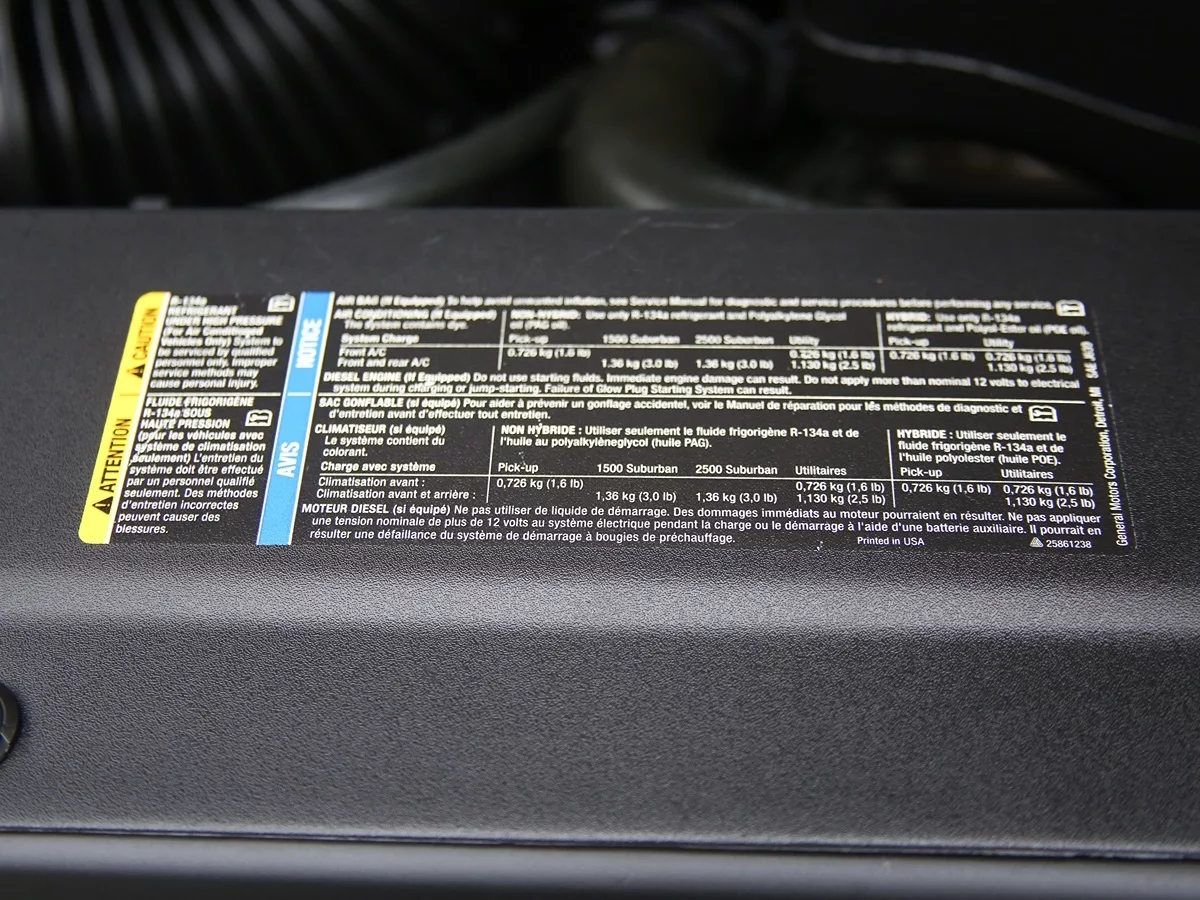 CAUTION
R-134a
REFRIGERANT
UNDER HIGH PRESSURE
(For Air Conditioned
Vehicles Only) System to
be serviced by qualified
personnel only. Improper
service methods may
cause personal injury.
ATTENTION
FLUIDE FRIGORIGÈNE
R-134a SOUS
HAUTE PRESSION
(pour les véhicules avec
système de climatisation
seulement) L'entretien du
système doit être effectué
par un personnel qualifié
seulement. Des méthodes
d'entretien incorrectes
peuvent causer des
blessures.
NOTICE
AIR BAG (If Equipped) To help avoid unwanted inflation, see Service Manual for diagnostic and service procedures before performing any service.
AIR CONDITIONING (If Equipped)
The system contains dye.
NON-HYBRID: Use only R-134a refrigerant and Polyalkylene Glycol
oil (PAG oil).
HYBRID: Use only R-134a
refrigerant and Polyol-Ester oil (POE oil).
System Charge Pick-up 1500 Suburban 2500 Suburban Utility Pick-up Utility
Front A/C 0.726 kg (1.6 lb) 0.726 kg (1.6 lb) 0.726 kg (1.6 lb) 0.726 kg (1.6 lb)
Front and rear A/C 1.36 kg (3.0 lb) 1.36 kg (3.0 lb) 1.130 kg (2.5 lb) 1.130 kg (2.5 lb)
DIESEL ENGINE (If Equipped) Do not use starting fluids. Immediate engine damage can result. Do not apply more than nominal 12 volts to electrical
system during charging or jump-starting. Failure of Glow Plug Starting System can result.
AVIS
SAC GONFLABLE (si équipé) Pour aider à prévenir un gonflage accidentel, voir le Manuel de réparation pour les méthodes de diagnostic et
d'entretien avant d'effectuer tout entretien.
CLIMATISEUR (si équipé)
Le système contient du
colorant.
NON HYBRIDE : Utiliser seulement le fluide frigorigène R-134a et de
l'huile au polyalkylèneglycol (huile PAG).
HYBRIDE : Utiliser seulement le
fluide frigorigène R-134a et de
l'huile polyester (huile POE).
Charge avec système Pick-up 1500 Suburban 2500 Suburban Utilitaires Pick-up Utilitaires
Climatisation avant : 0,726 kg (1,6 lb) 0,726 kg (1,6 lb) 0,726 kg (1,6 lb) 0,726 kg (1,6 lb)
Climatisation avant et arrière : 1,36 kg (3,0 lb) 1,36 kg (3,0 lb) 1,130 kg (2,5 lb) 1,130 kg (2,5 lb)
MOTEUR DIESEL (si équipé) Ne pas utiliser de liquide de démarrage. Des dommages immédiats au moteur pourraient en résulter. Ne pas appliquer
une tension nominale de plus de 12 volts au système électrique pendant la charge ou le démarrage à l'aide d'une batterie auxiliaire. Il pourrait en
résulter une défaillance du système de démarrage à bougies de préchauffage.
Printed in USA
25861238
General Motors Corporation, Detroit, MI